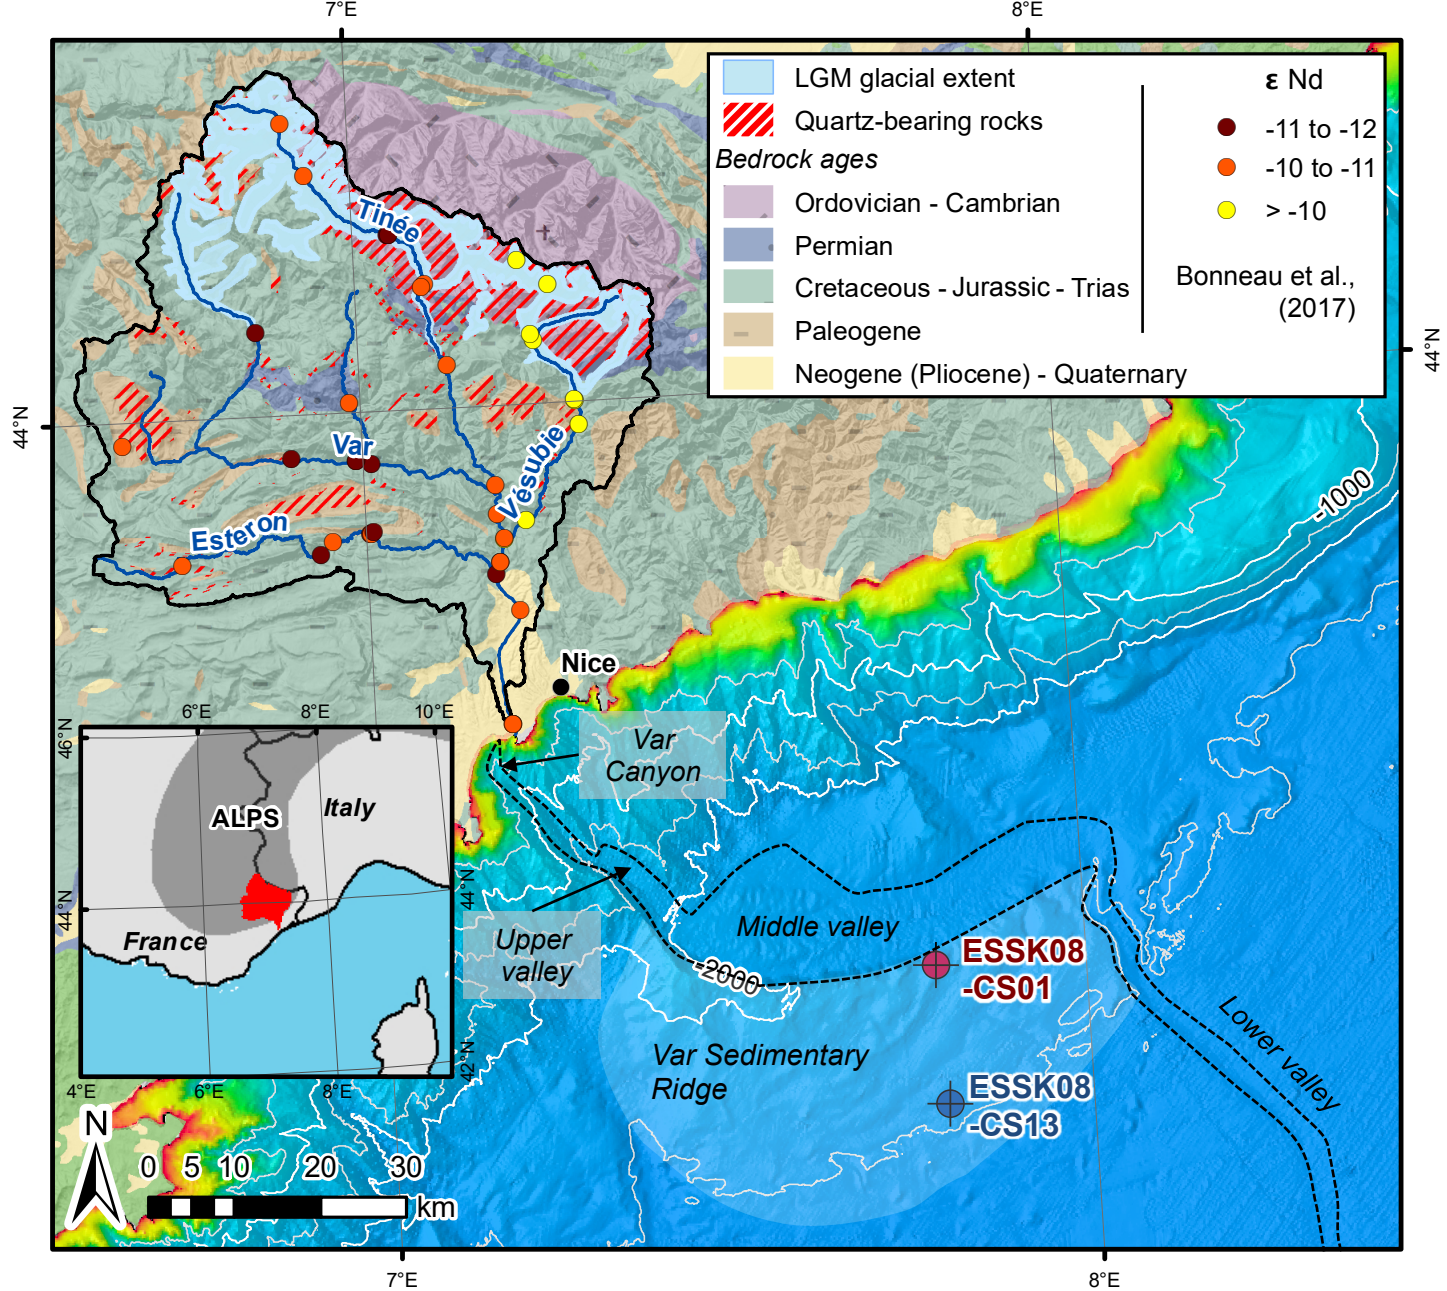 7°E
8°E
LGM glacial extent
Quartz-bearing rocks
Bedrock ages
Ordovician - Cambrian
Permian
Cretaceous - Jurassic - Trias
Paleogene
Neogene (Pliocene) - Quaternary
ε Nd
-11 to -12
-10 to -11
> -10
Bonneau et al.,
(2017)
44°N
44°N
Tinée
Var
Vésubie
Esteron
-1000
Nice
Var
Canyon
Upper
valley
Middle valley
-2000
ESSK08
-CS01
Var Sedimentary
Ridge
ESSK08
-CS13
Lower valley
6°E
8°E
10°E
46°N
44°N
44°N
42°N
ALPS
Italy
France
4°E
6°E
8°E
N
0
5
10
20
30
km
7°E
8°E